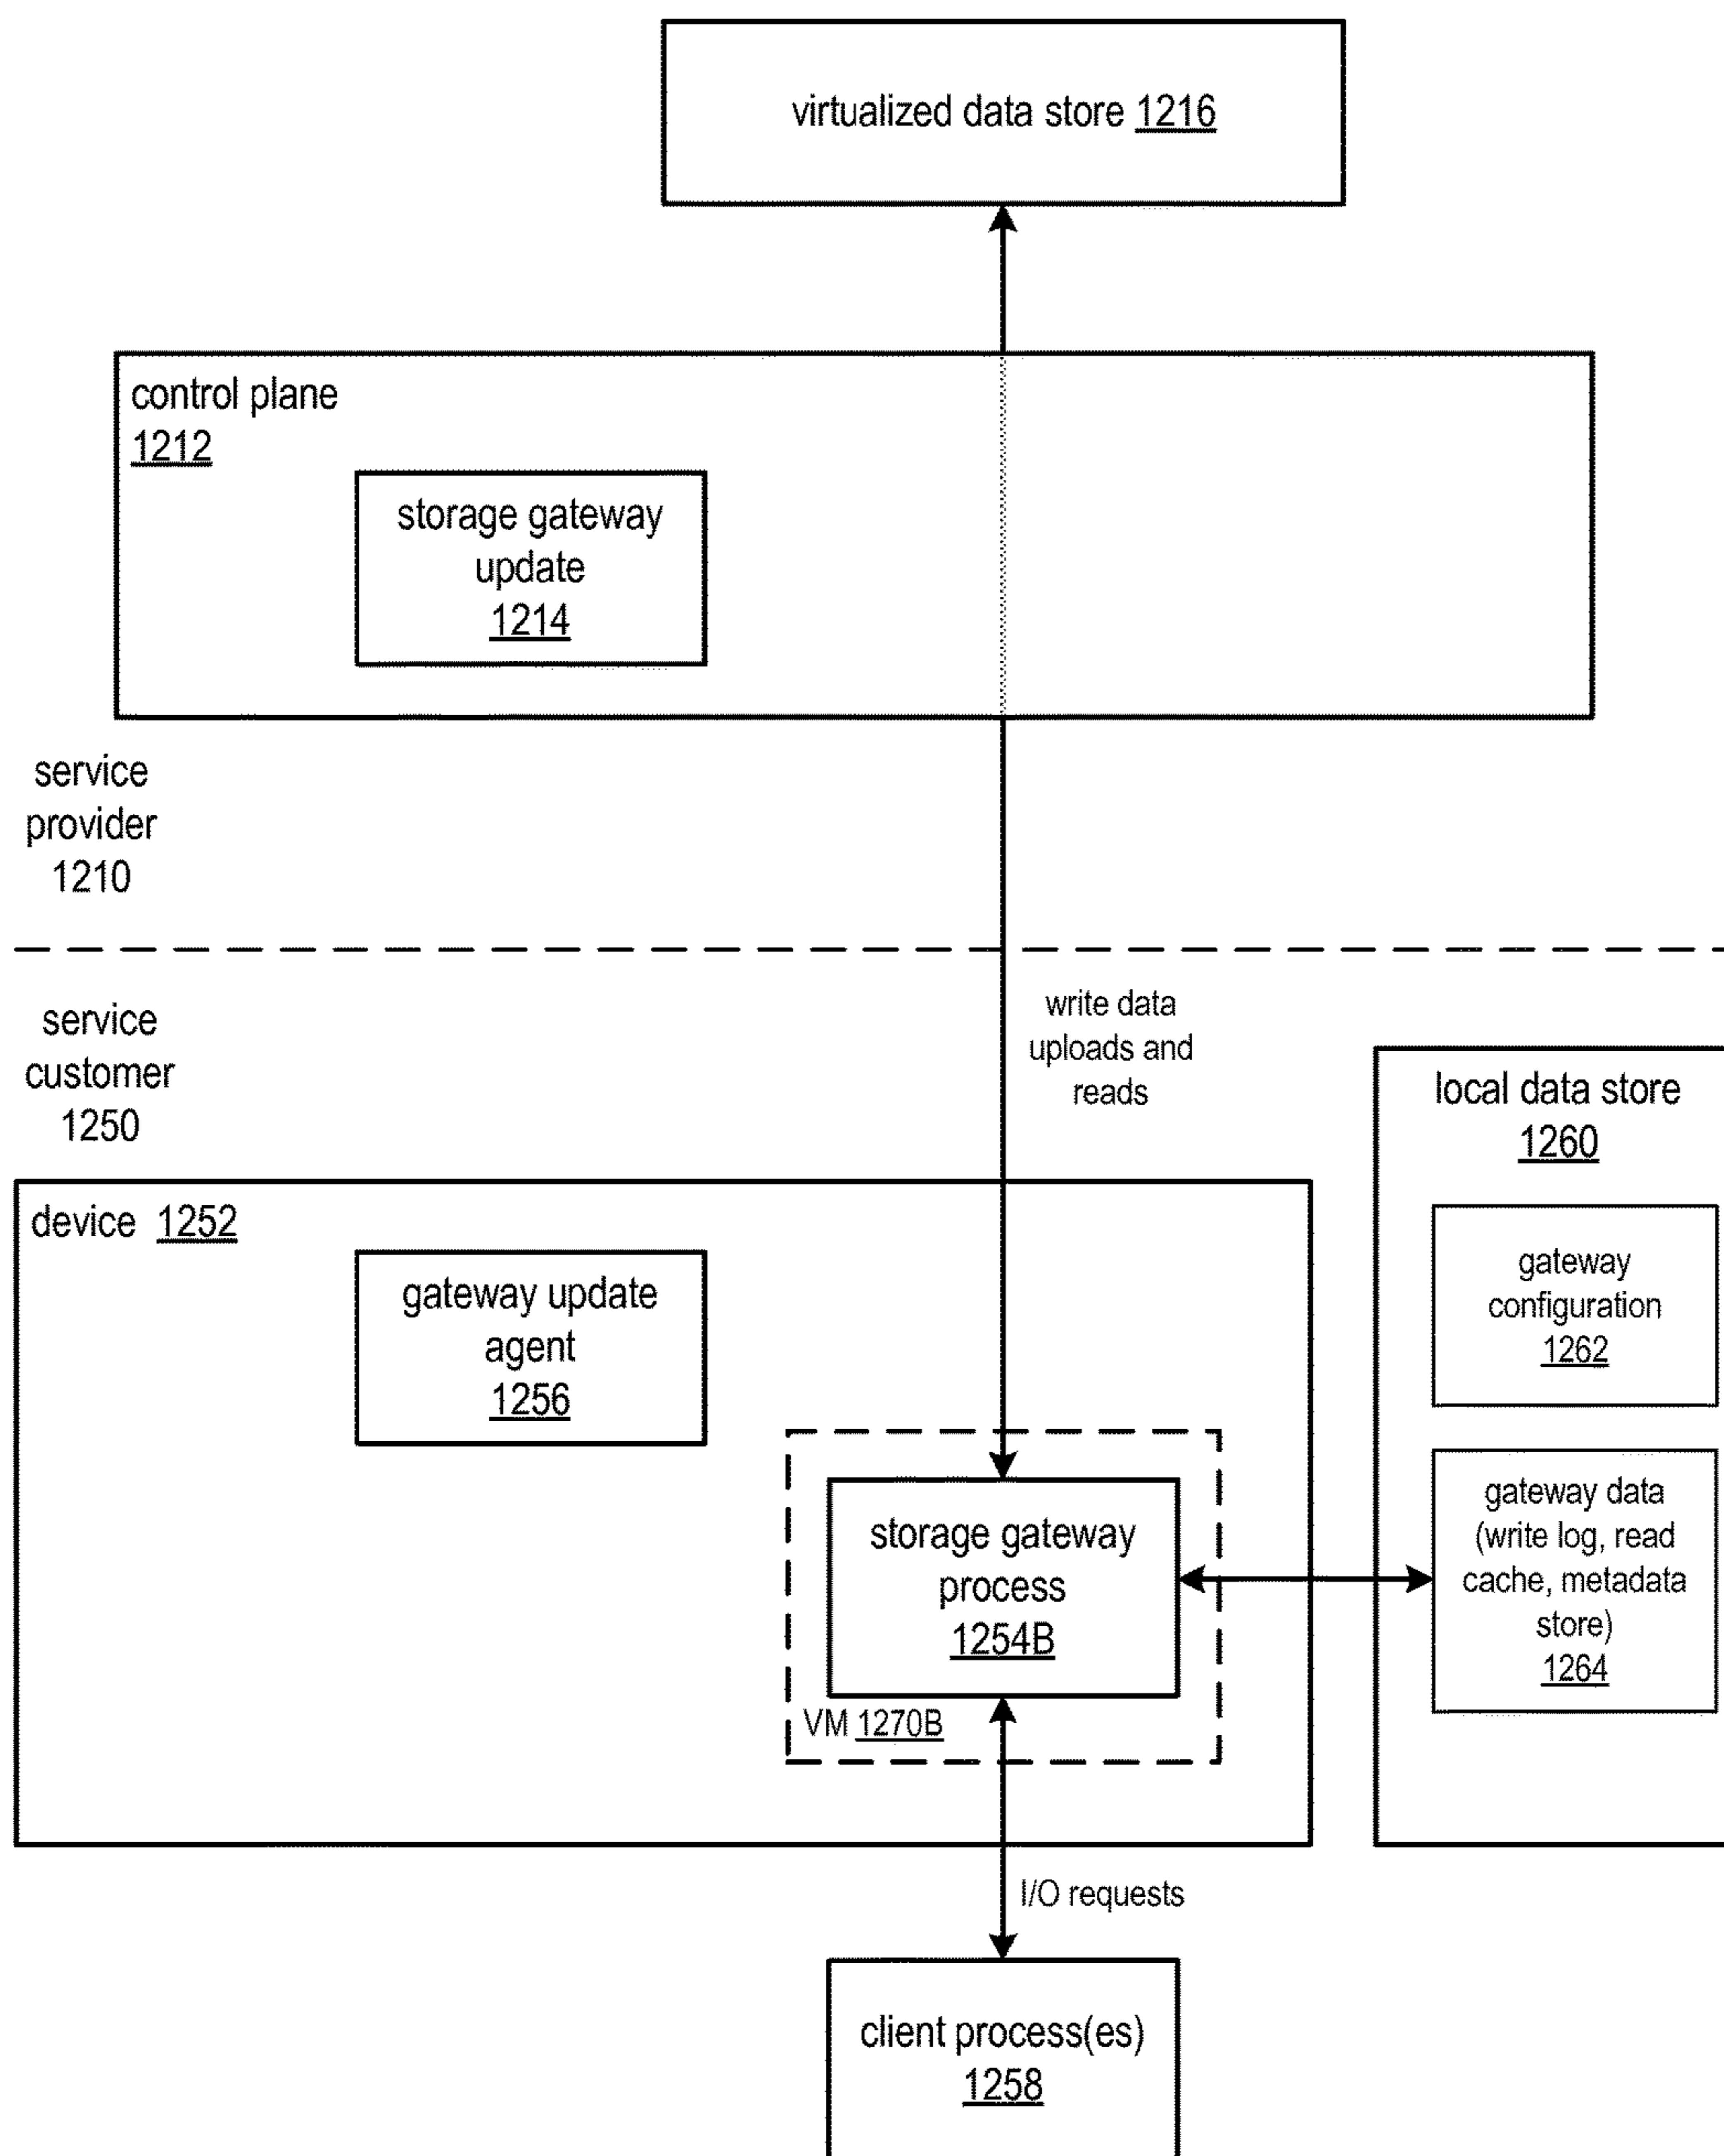 virtualized data store 1216
control plane
1212
storage gateway
update
1214
service
provider
1210
service
customer
1250
write data
uploads and
reads
local data store
1260
device 1252
gateway update
agent
1256
gateway
configuration
1262
storage gateway
process
1254B
VM 1270B
gateway data
(write log, read
cache, metadata
store)
1264
I/O requests
client process(es)
1258